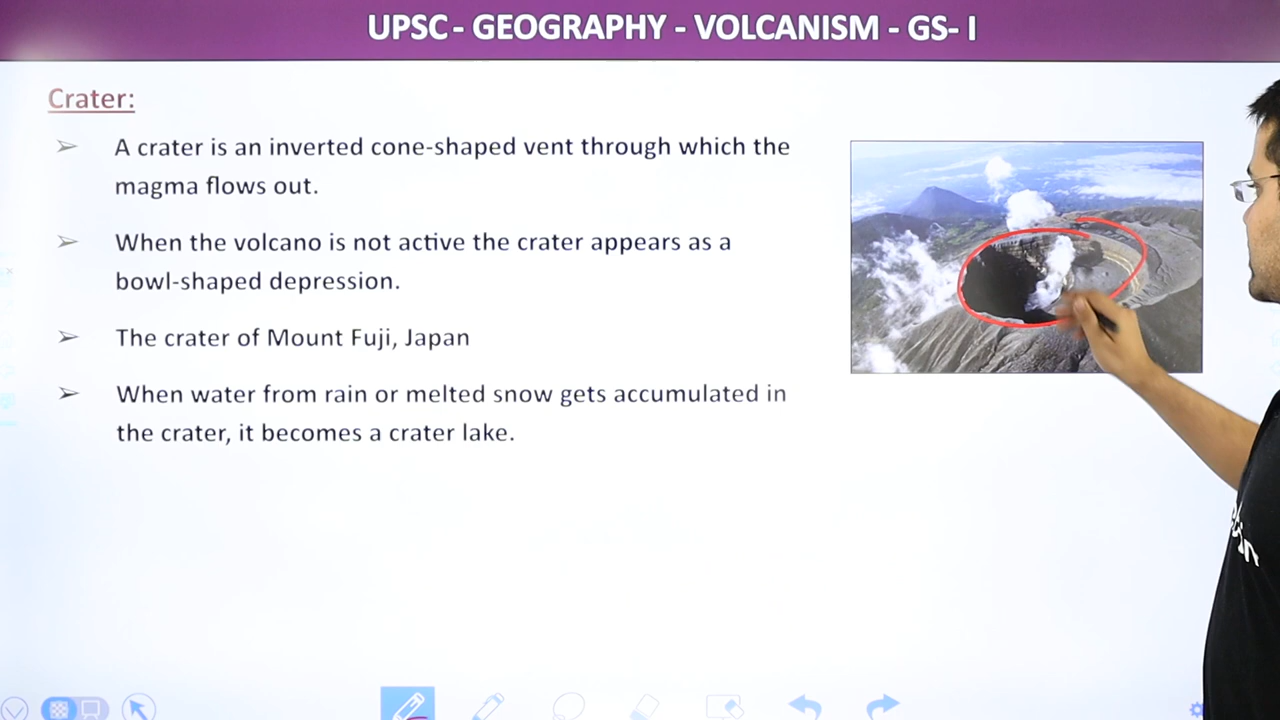 UPSC - GEOGRAPHY - VOLCANISM - GS- I
Crater:
➢ A crater is an inverted cone-shaped vent through which the
magma flows out.
➢ When the volcano is not active the crater appears as a
bowl-shaped depression.
➢ The crater of Mount Fuji, Japan
➢ When water from rain or melted snow gets accumulated in
the crater, it becomes a crater lake.